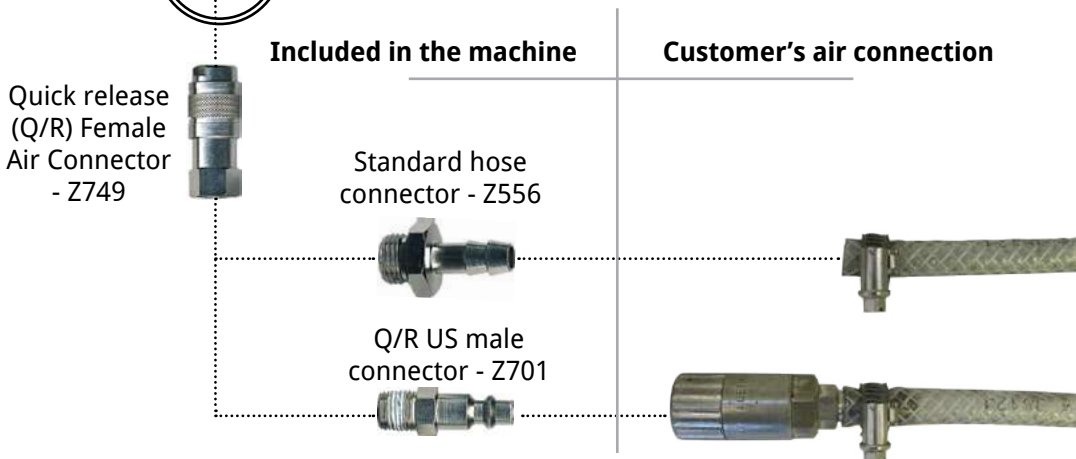 Included in the machine
Customer's air connection
Quick release
(Q/R) Female
Air Connector
- Z749
Standard hose
connector - Z556
Q/R US male
connector - Z701